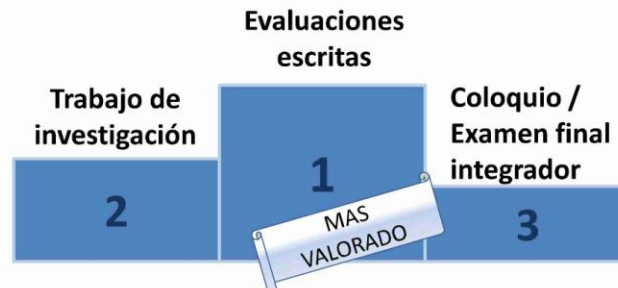 Evaluaciones
escritas
Trabajo de
investigación
Coloquio /
Examen final
integrador
1
2
3
MAS
VALORADO